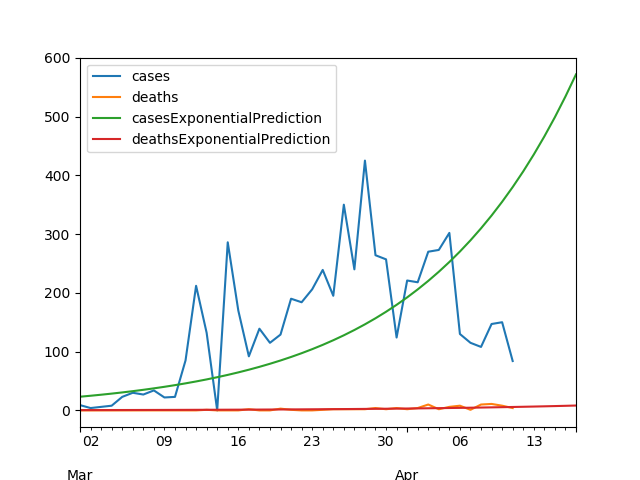 600
500
400
300
200
100
0
cases
deaths
casesExponentialPrediction
deathsExponentialPrediction
02 09 16 23 30 06 13
Mar Apr